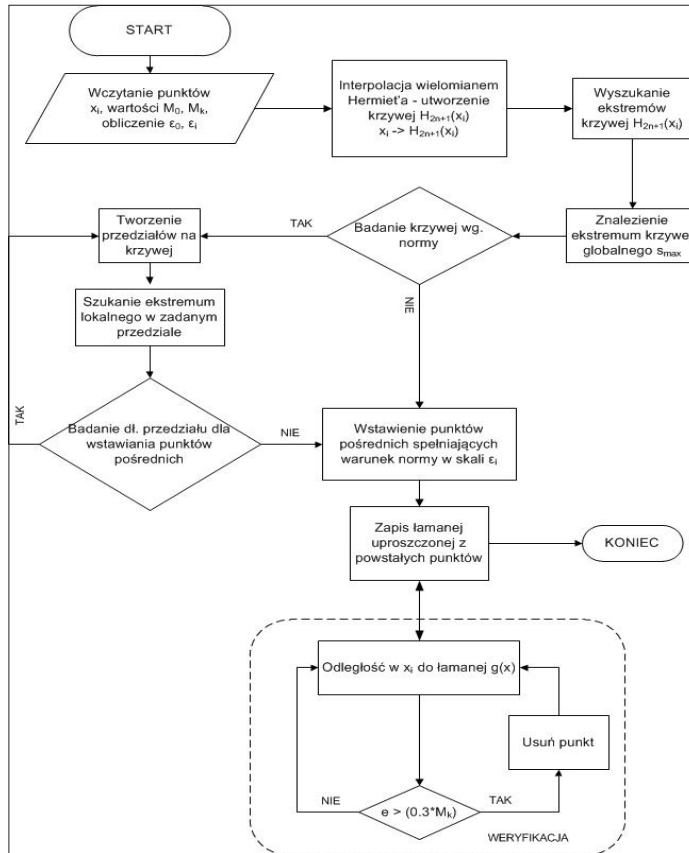 START
Wczytanie punktów
xᵢ, wartości M₀, Mₖ,
obliczenie ε₀, εᵢ
Interpolacja wielomianem
Hermiet'a - utworzenie
krzywej H₂ₙ₊₁(xᵢ)
xᵢ -> H₂ₙ₊₁(xᵢ)
Wyszukanie
ekstremów
krzywej H₂ₙ₊₁(xᵢ)
Znalezienie
ekstremum krzywej
globalnego sₘₐₓ
Badanie krzywej wg.
normy
TAK
NIE
Tworzenie
przedziałów na
krzywej
Szukanie ekstremum
lokalnego w zadanym
przedziale
Badanie dł. przedziału dla
wstawiania punktów
pośrednich
TAK
NIE
Wstawienie punktów
pośrednich spełniających
warunek normy w skali εᵢ
Zapis łamanej
uproszczonej z
powstałych punktów
KONIEC
Odległość w xᵢ do łamanej g(x)
Usuń punkt
e > (0.3*Mₖ)
NIE
TAK
WERYFIKACJA